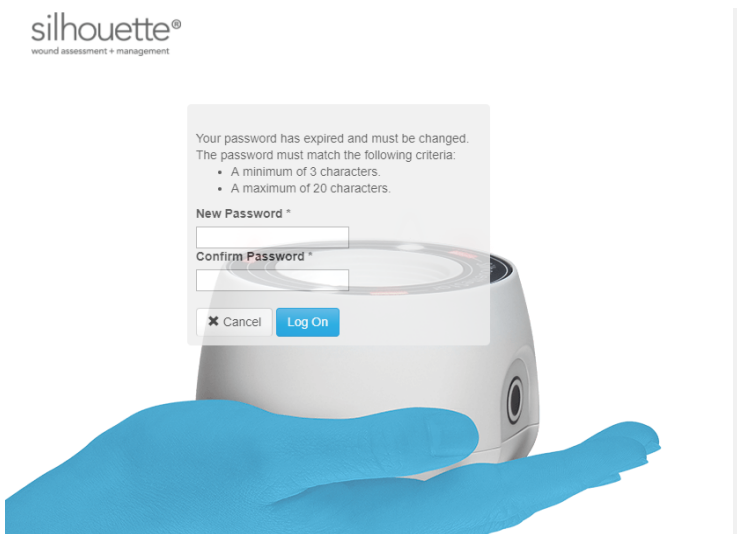 silhouette®
wound assessment + management
Your password has expired and must be changed.
The password must match the following criteria:
• A minimum of 3 characters.
• A maximum of 20 characters.
New Password *
Confirm Password *
✖ Cancel Log On